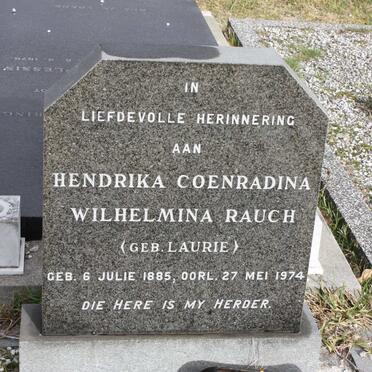 IN
LIEFDEVOLLE HERINNERING
AAN
HENDRIKA COENRADINA
WILHELMINA RAUCH
(GEB. LAURIE)
GEB. 6 JULIE 1885, OORL. 27 MEI 1974
DIE HERE IS MY HERDER.